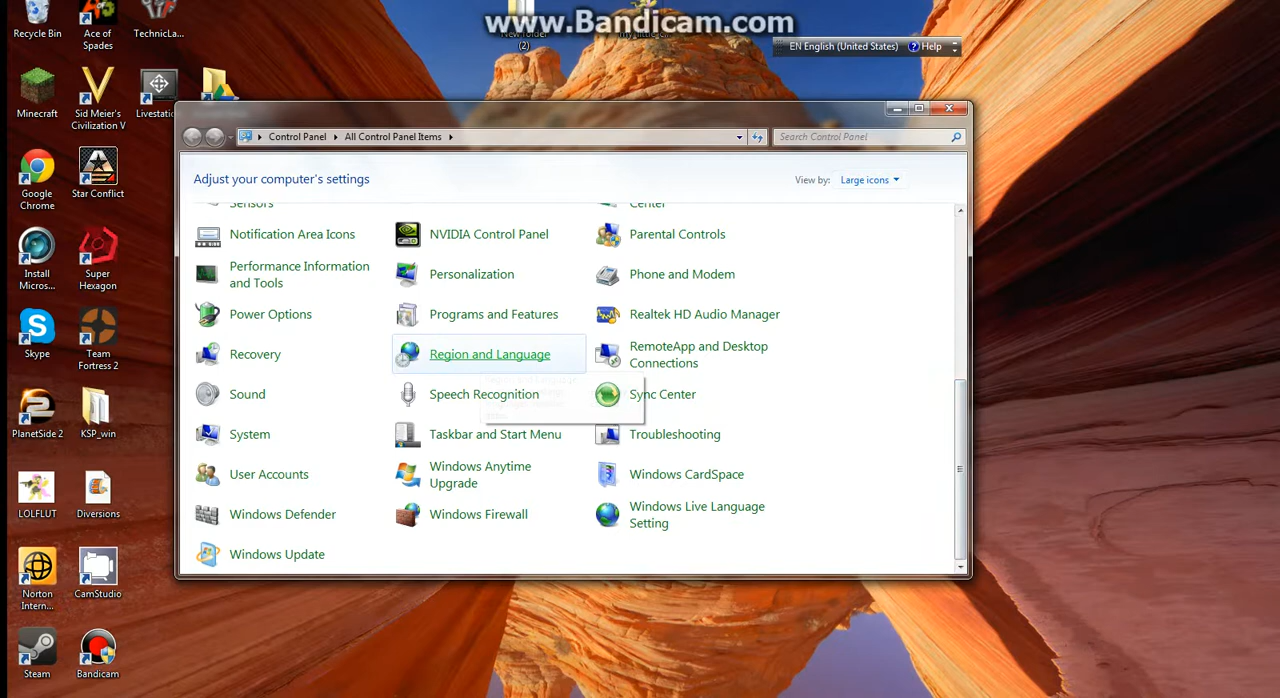 www.Bandicam.com
Recycle Bin
Ace of
Spades
TechnicLa...
New folder
(2)
EN English (United States)
Help
Minecraft
Sid Meier's
Civilization V
Livestatio
Google
Chrome
Star Conflict
Install
Micros...
Super
Hexagon
Skype
Team
Fortress 2
PlanetSide 2
KSP_win
LOLFLUT
Diversions
Norton
Intern...
CamStudio
Steam
Bandicam
Control Panel
All Control Panel Items
Search Control Panel
Adjust your computer's settings
View by:
Large icons
Sensors
Center
Notification Area Icons
NVIDIA Control Panel
Parental Controls
Performance Information
and Tools
Personalization
Phone and Modem
Power Options
Programs and Features
Realtek HD Audio Manager
Recovery
Region and Language
RemoteApp and Desktop
Connections
Sound
Speech Recognition
Sync Center
System
Taskbar and Start Menu
Troubleshooting
User Accounts
Windows Anytime
Upgrade
Windows CardSpace
Windows Defender
Windows Firewall
Windows Live Language
Setting
Windows Update